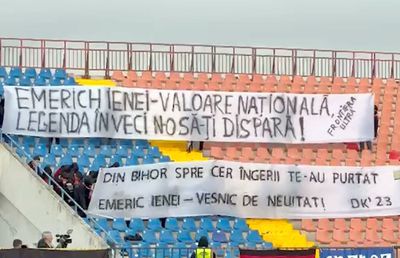 EMERICH IENEI-VALOARE NAȚIONALĂ
LEGENDA ÎN VECI NO SĂ-ȚI DISPARĂ!
FRONTIERA
ULTRA
DIN BIHOR SPRE CER ÎNGERII TE-AU PURTAT
EMERIC IENEI - VEȘNIC DE NEUITAT! DK'23